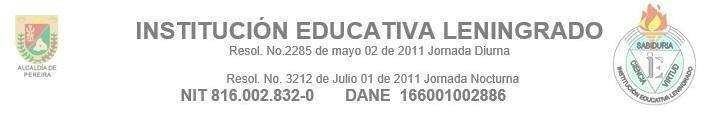 INSTITUCIÓN EDUCATIVA LENINGRADO
Resol. No.2285 de mayo 02 de 2011 Jornada Diurna
Resol. No. 3212 de Julio 01 de 2011 Jornada Nocturna
NIT 816.002.832-0 DANE 166001002886
ALCALDÍA DE
PEREIRA
SABIDURIA
CIENCIA
VIRTUD
IE
INSTITUCIÓN EDUCATIVA LENINGRADO